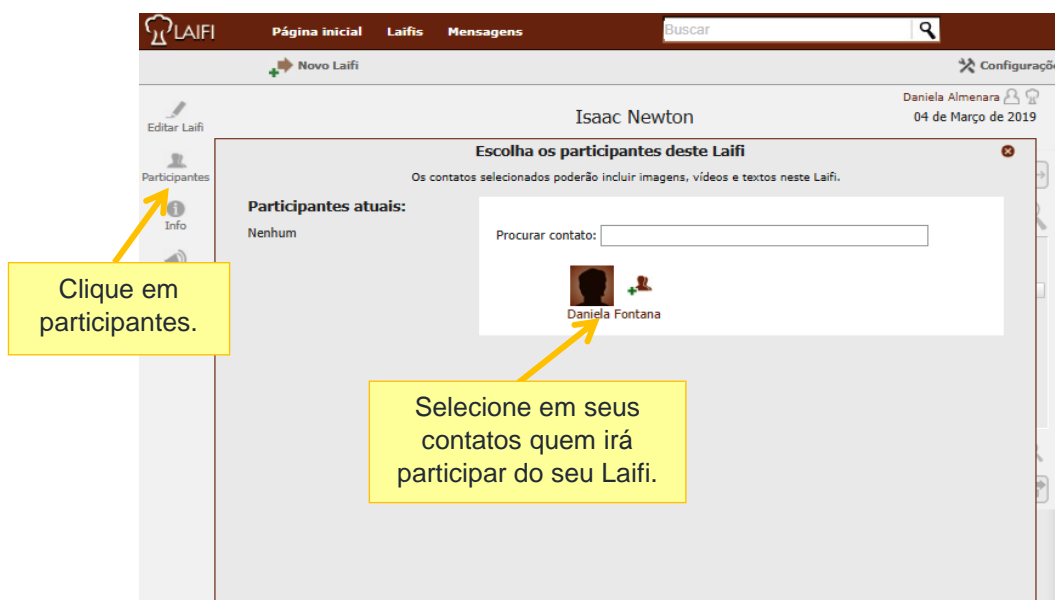 LAIFI Página inicial Laifis Mensagens Buscar
Novo Laifi
Daniela Almenara
Editar Laifi
Isaac Newton
04 de Março de 2019
Escolha os participantes deste Laifi
Participantes
Os contatos selecionados poderão incluir imagens, vídeos e textos neste Laifi.
Participantes atuais:
Info
Nenhum
Procurar contato:
Daniela Fontana
Clique em
participantes.
Selecione em seus
contatos quem irá
participar do seu Laifi.